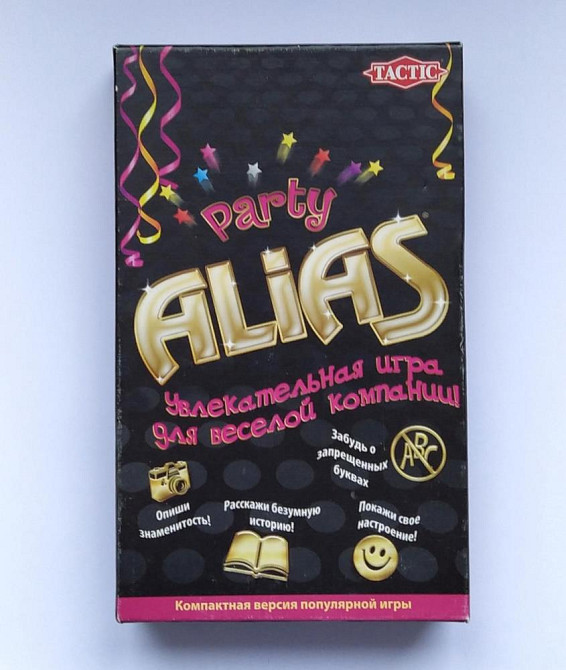 TACTIC
Party
ALiAS
Увлекательная игра
для веселой компании!
Забудь о
запрещенных
буквах
ABC
Опиши
знаменитость!
Расскажи безумную
историю!
Покажи свое
настроение!
Компактная версия популярной игры